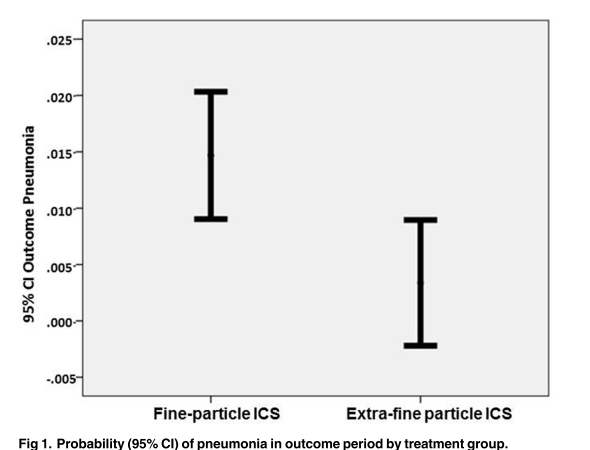 .025
.020
.015
.010
.005
.000
-.005
95% CI Outcome Pneumonia
Fine-particle ICS
Extra-fine particle ICS
Fig 1. Probability (95% CI) of pneumonia in outcome period by treatment group.